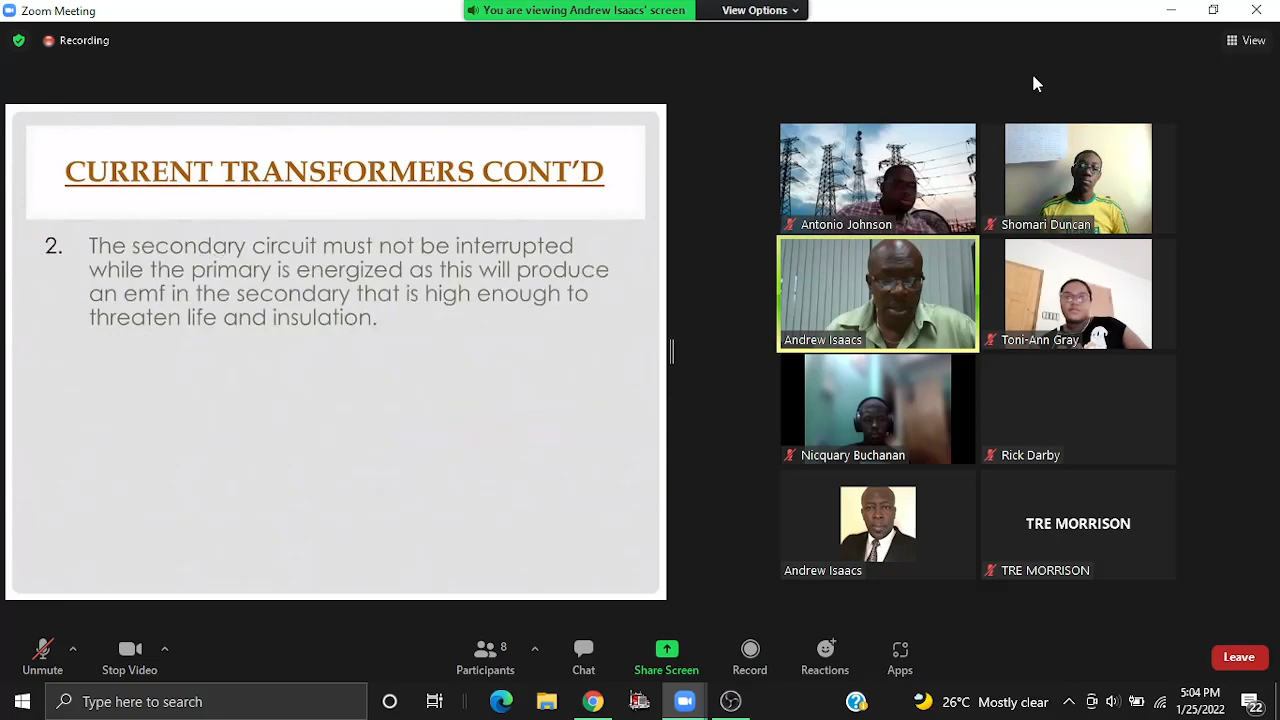 Zoom Meeting
You are viewing Andrew Isaacs' screen
View Options
Recording
View
CURRENT TRANSFORMERS CONT'D
2. The secondary circuit must not be interrupted
while the primary is energized as this will produce
an emf in the secondary that is high enough to
threaten life and insulation.
Antonio Johnson
Shomari Duncan
Andrew Isaacs
Toni-Ann Gray
Nicquary Buchanan
Rick Darby
Andrew Isaacs
TRE MORRISON
TRE MORRISON
Unmute
Stop Video
8
Participants
Chat
Share Screen
Record
Reactions
Apps
Leave
Type here to search
26°C Mostly clear
5:04 PM
1/25/2022
22